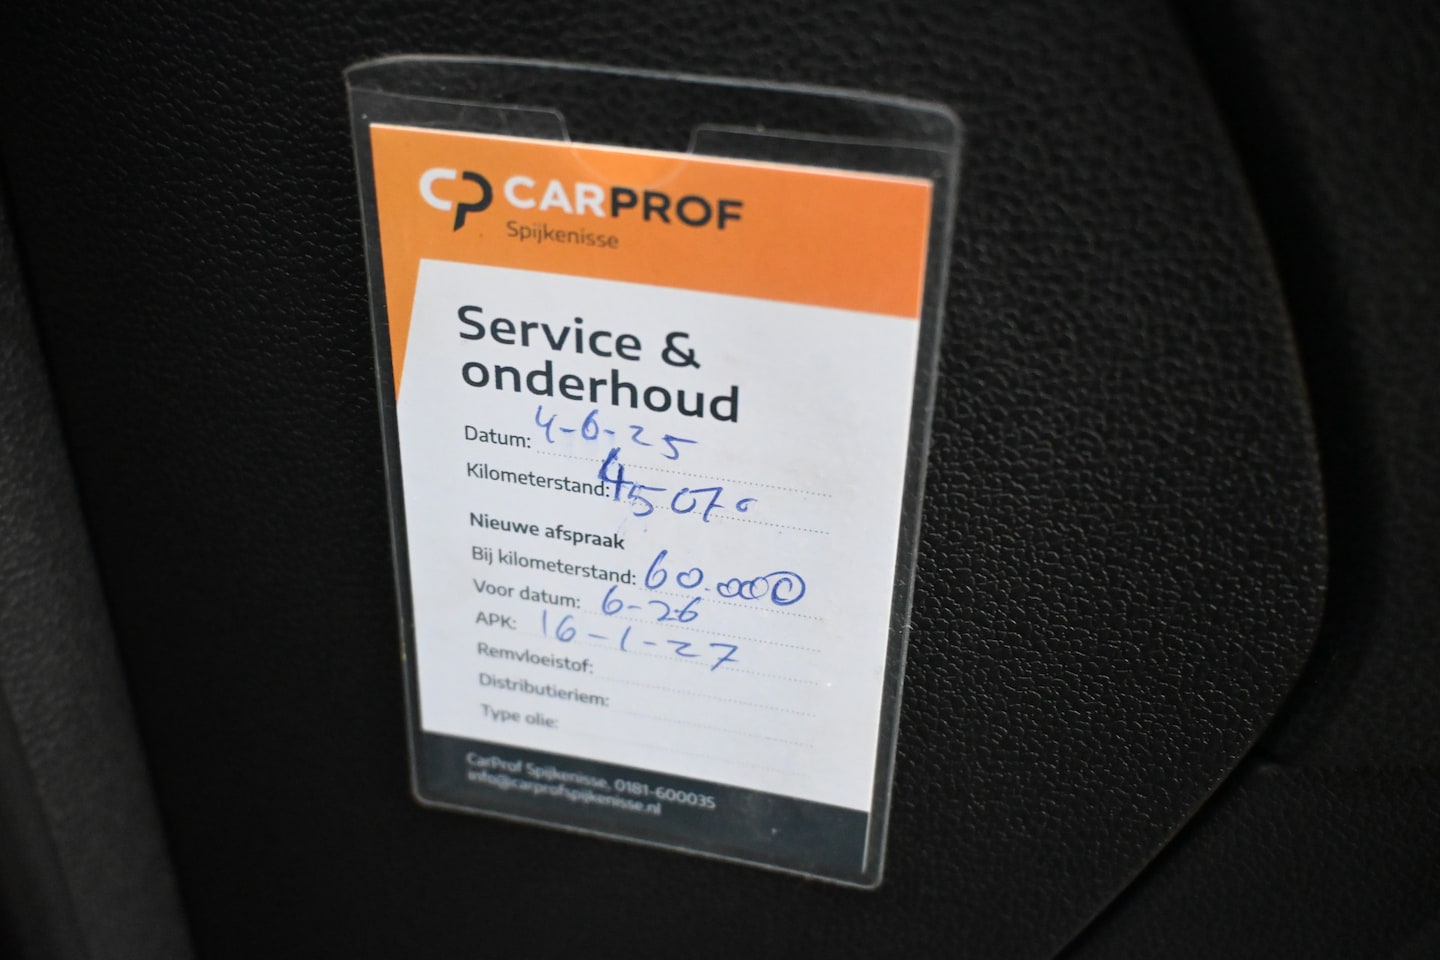 CP CARPROF
Spijkenisse
Service &
onderhoud
Datum: 4-6-25
Kilometerstand: 45070
Nieuwe afspraak
Bij kilometerstand: 60.000
Voor datum: 6-26
APK: 16-1-27
Remvloeistof:
Distributieriem:
Type olie:
CarProf Spijkenisse, 0181-600035
info@carprofspijkenisse.nl